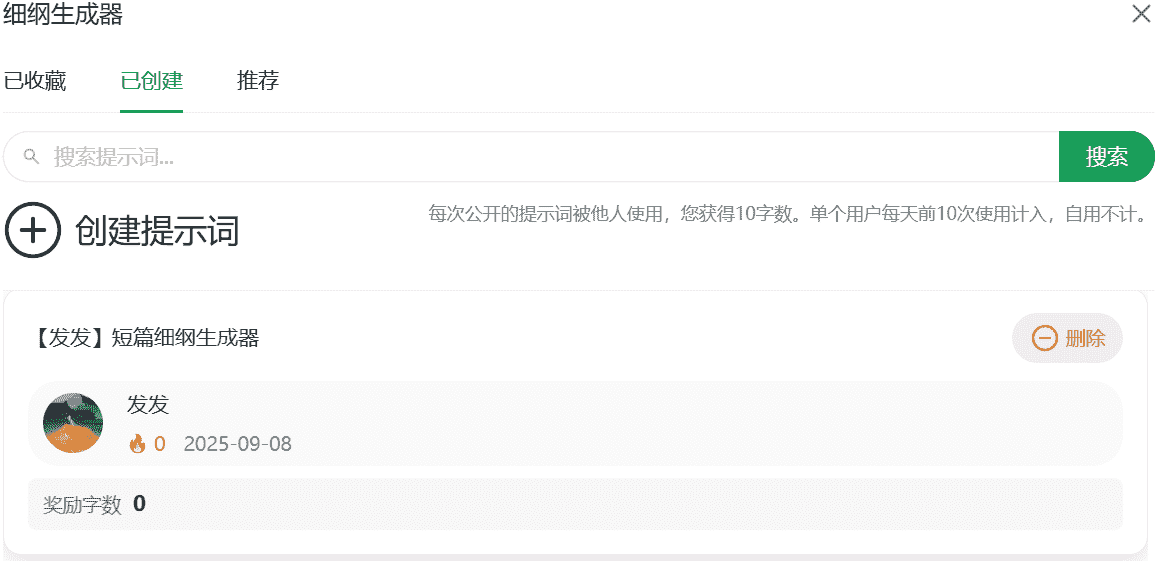 细纲生成器
已收藏 已创建 推荐
搜索提示词... 搜索
创建提示词 每次公开的提示词被他人使用，您获得10字数。单个用户每天前10次使用计入，自用不计。
【发发】短篇细纲生成器 删除
发发
0 2025-09-08
奖励字数 0